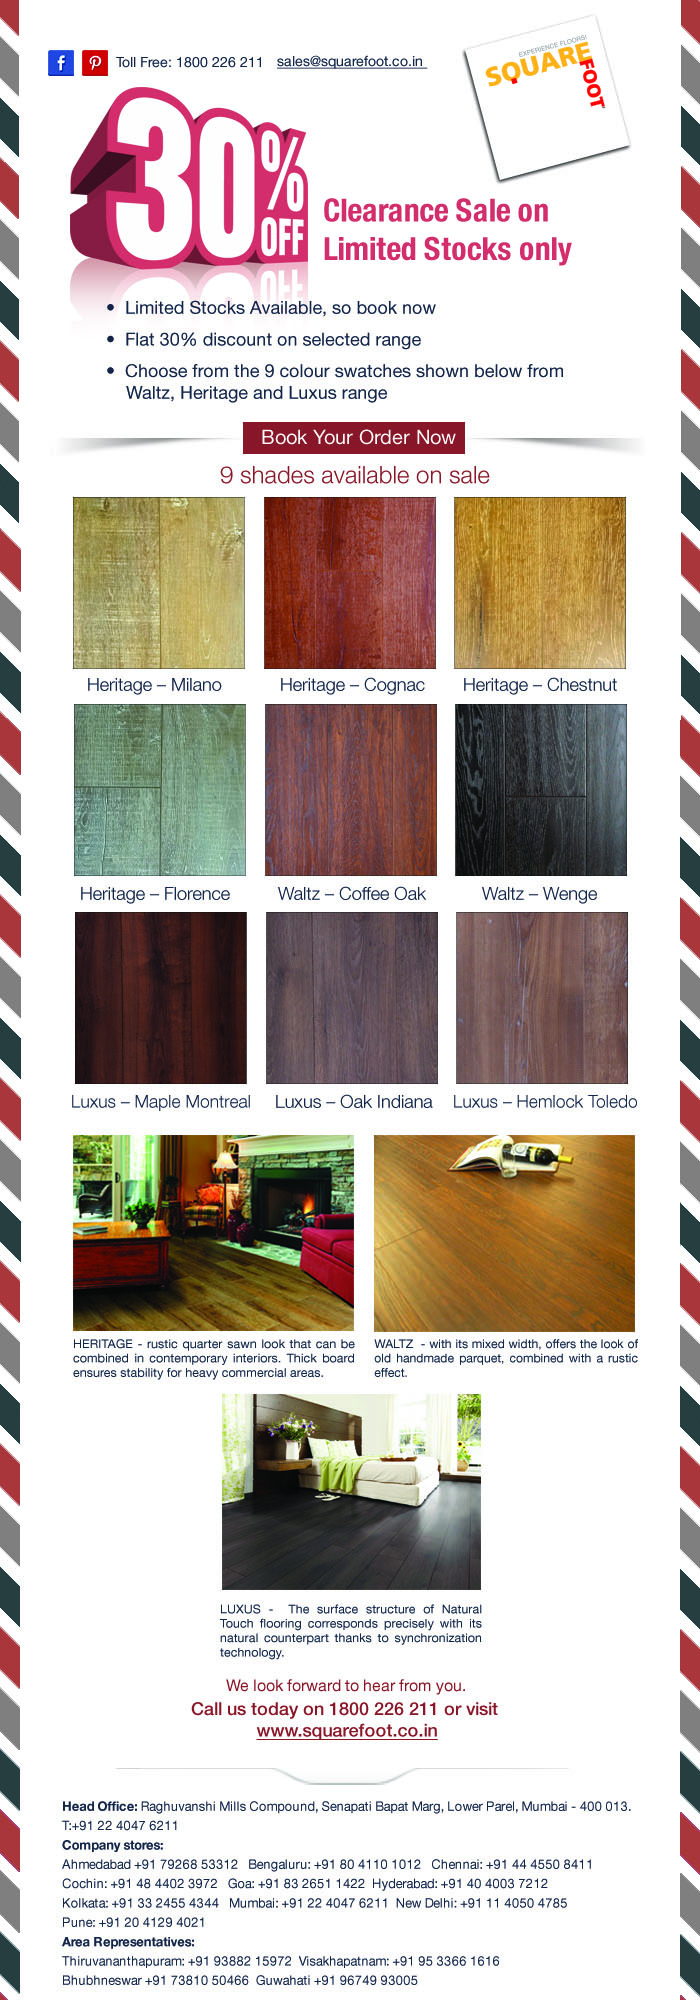 Toll Free: 1800 226 211 sales@squarefoot.co.in
EXPERIENCE FLOORS!
SQUARE
FOOT
30% OFF
Clearance Sale on
Limited Stocks only
• Limited Stocks Available, so book now
• Flat 30% discount on selected range
• Choose from the 9 colour swatches shown below from
Waltz, Heritage and Luxus range
Book Your Order Now
9 shades available on sale
Heritage – Milano
Heritage – Cognac
Heritage – Chestnut
Heritage – Florence
Waltz – Coffee Oak
Waltz – Wenge
Luxus – Maple Montreal
Luxus – Oak Indiana
Luxus – Hemlock Toledo
HERITAGE - rustic quarter sawn look that can be
combined in contemporary interiors. Thick board
ensures stability for heavy commercial areas.
WALTZ - with its mixed width, offers the look of
old handmade parquet, combined with a rustic
effect.
LUXUS - The surface structure of Natural
Touch flooring corresponds precisely with its
natural counterpart thanks to synchronization
technology.
We look forward to hear from you.
Call us today on 1800 226 211 or visit
www.squarefoot.co.in
Head Office: Raghuvanshi Mills Compound, Senapati Bapat Marg, Lower Parel, Mumbai - 400 013.
T:+91 22 4047 6211
Company stores:
Ahmedabad +91 79268 53312 Bengaluru: +91 80 4110 1012 Chennai: +91 44 4550 8411
Cochin: +91 48 4402 3972 Goa: +91 83 2651 1422 Hyderabad: +91 40 4003 7212
Kolkata: +91 33 2455 4344 Mumbai: +91 22 4047 6211 New Delhi: +91 11 4050 4785
Pune: +91 20 4129 4021
Area Representatives:
Thiruvananthapuram: +91 93882 15972 Visakhapatnam: +91 95 3366 1616
Bhubhneswar +91 73810 50466 Guwahati +91 96749 93005